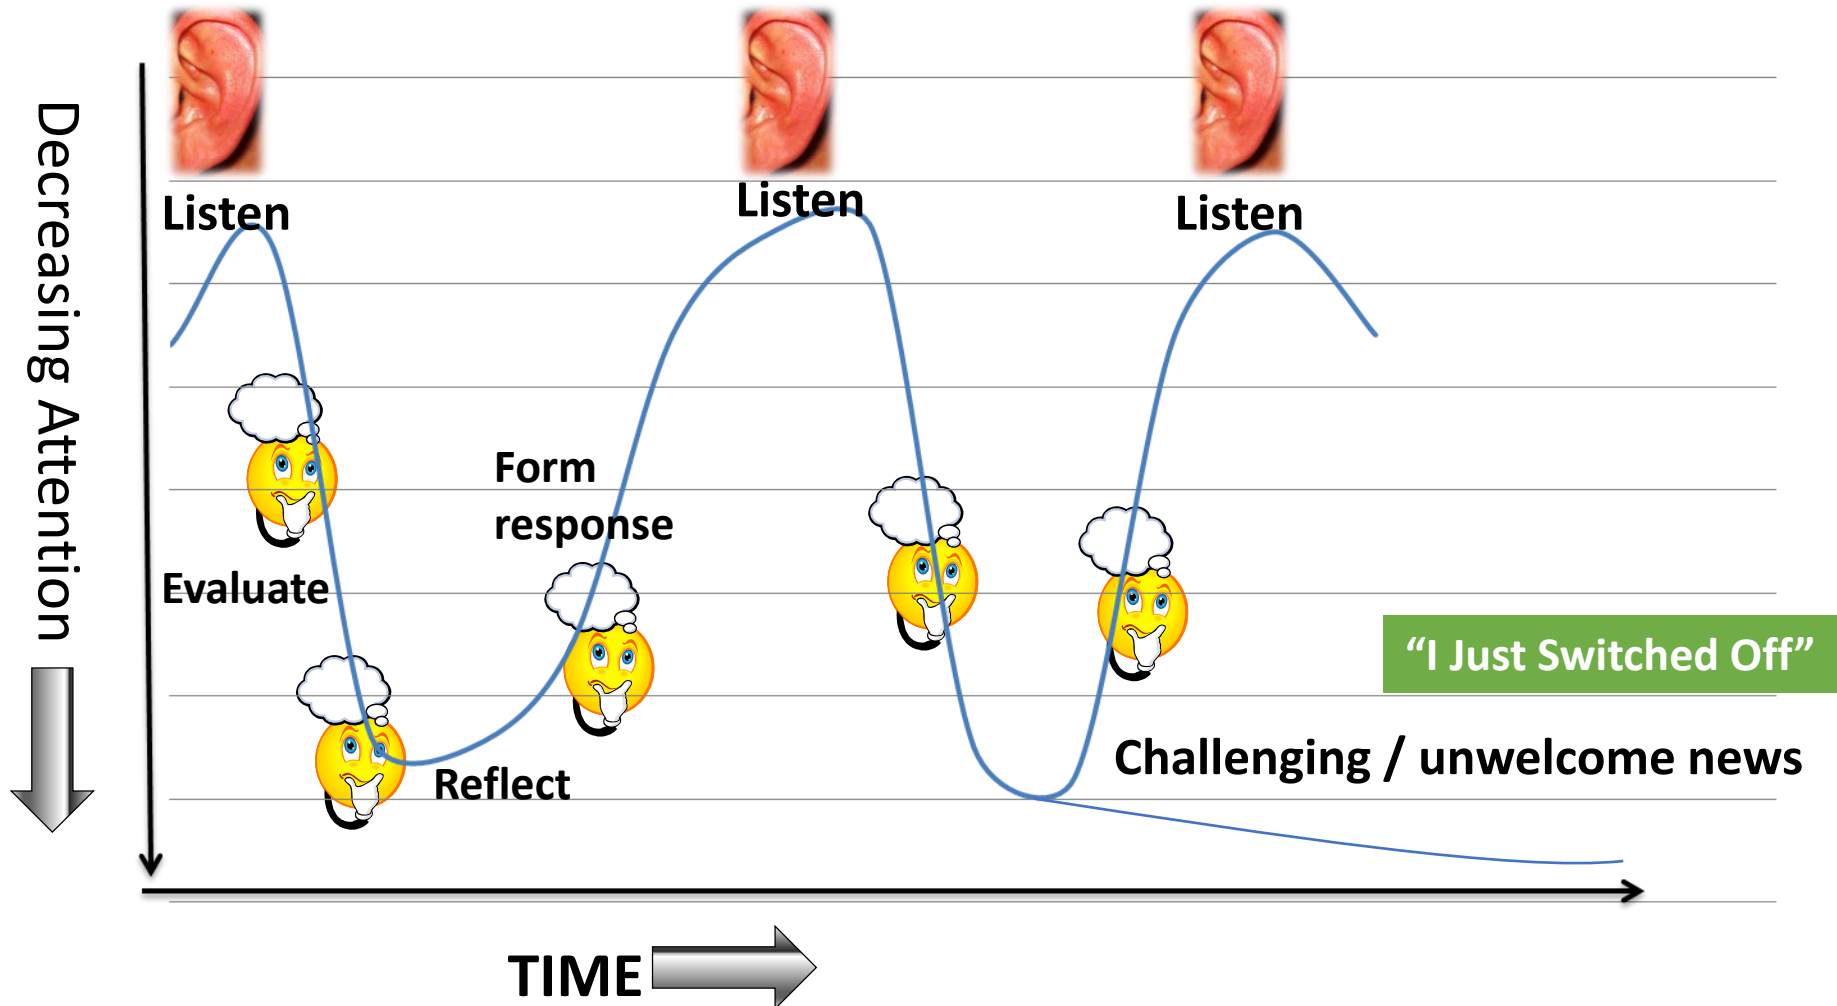 Decreasing Attention
Listen
Listen
Listen
Form
response
Evaluate
“I Just Switched Off”
Challenging / unwelcome news
Reflect
TIME